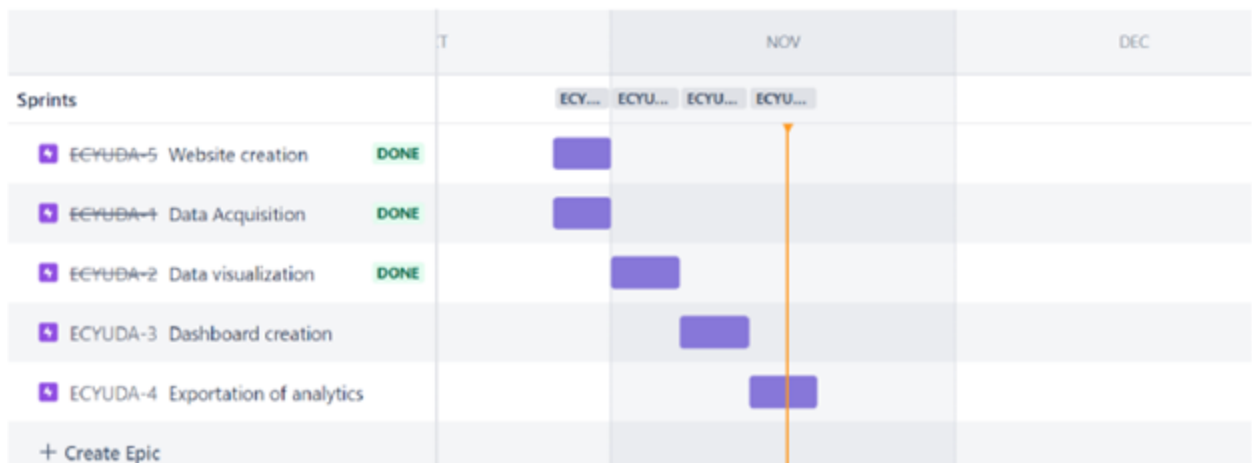 T NOV DEC
Sprints ECY... ECYU... ECYU... ECYU...
ECYUDA-5 Website creation DONE
ECYUDA-1 Data Acquisition DONE
ECYUDA-2 Data visualization DONE
ECYUDA-3 Dashboard creation
ECYUDA-4 Exportation of analytics
+ Create Epic